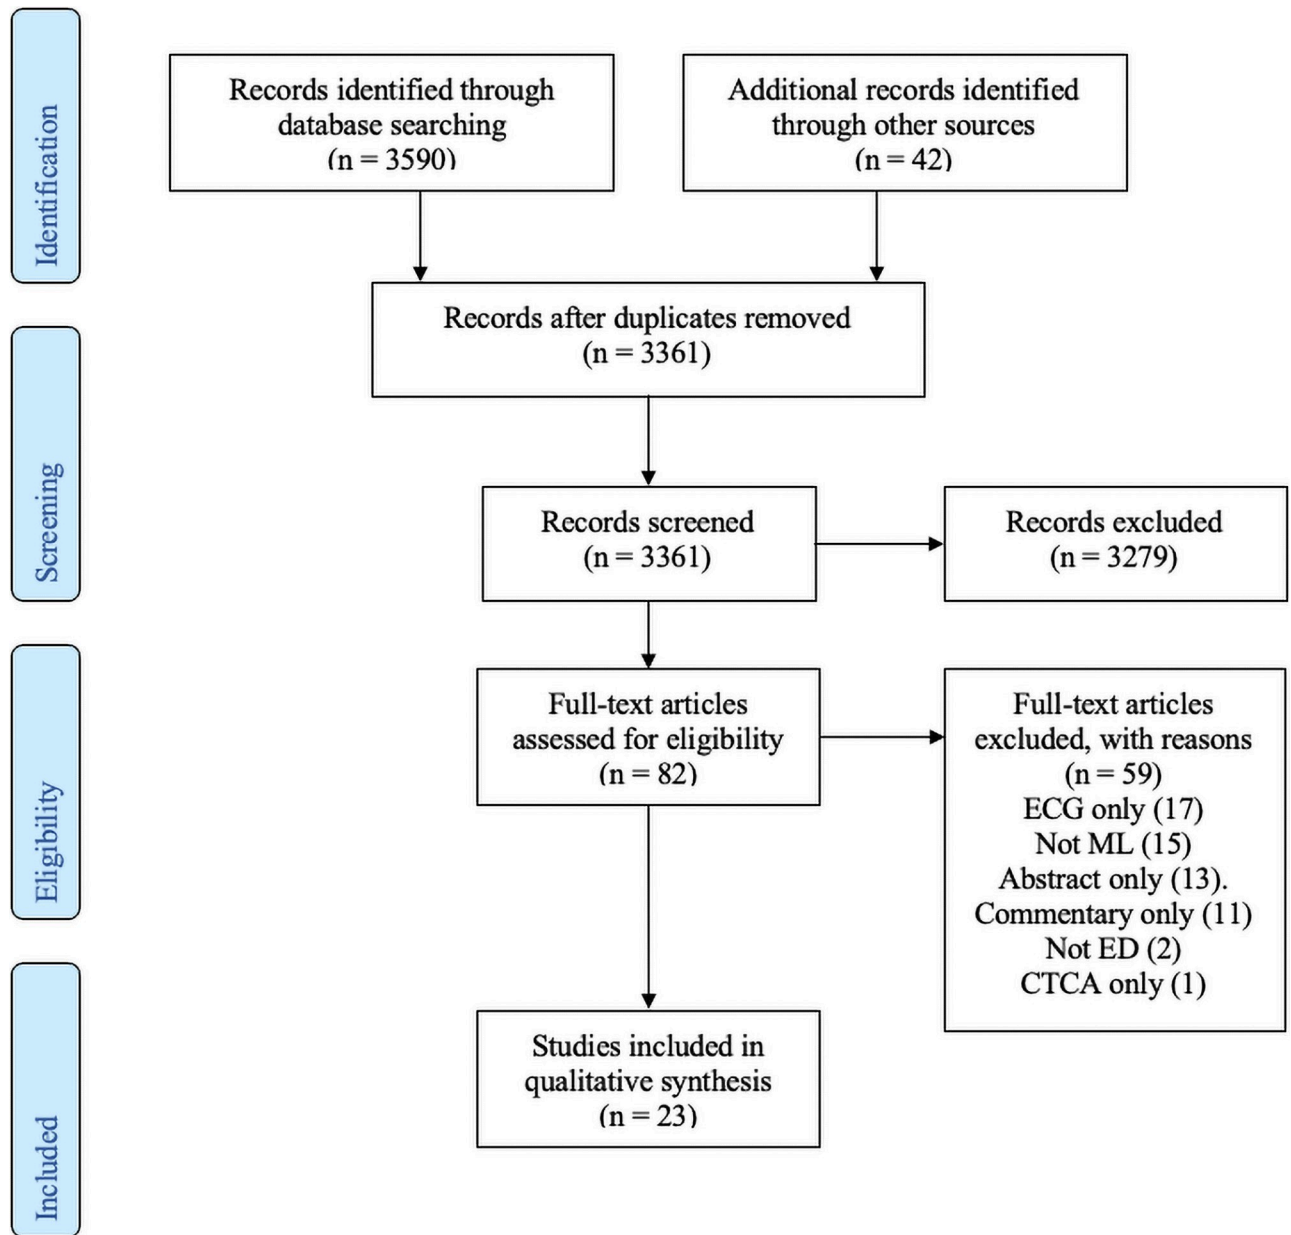 Identification
Records identified through
database searching
(n = 3590)
Additional records identified
through other sources
(n = 42)
Records after duplicates removed
(n = 3361)
Screening
Records screened
(n = 3361)
Records excluded
(n = 3279)
Eligibility
Full-text articles
assessed for eligibility
(n = 82)
Full-text articles
excluded, with reasons
(n = 59)
ECG only (17)
Not ML (15)
Abstract only (13).
Commentary only (11)
Not ED (2)
CTCA only (1)
Included
Studies included in
qualitative synthesis
(n = 23)